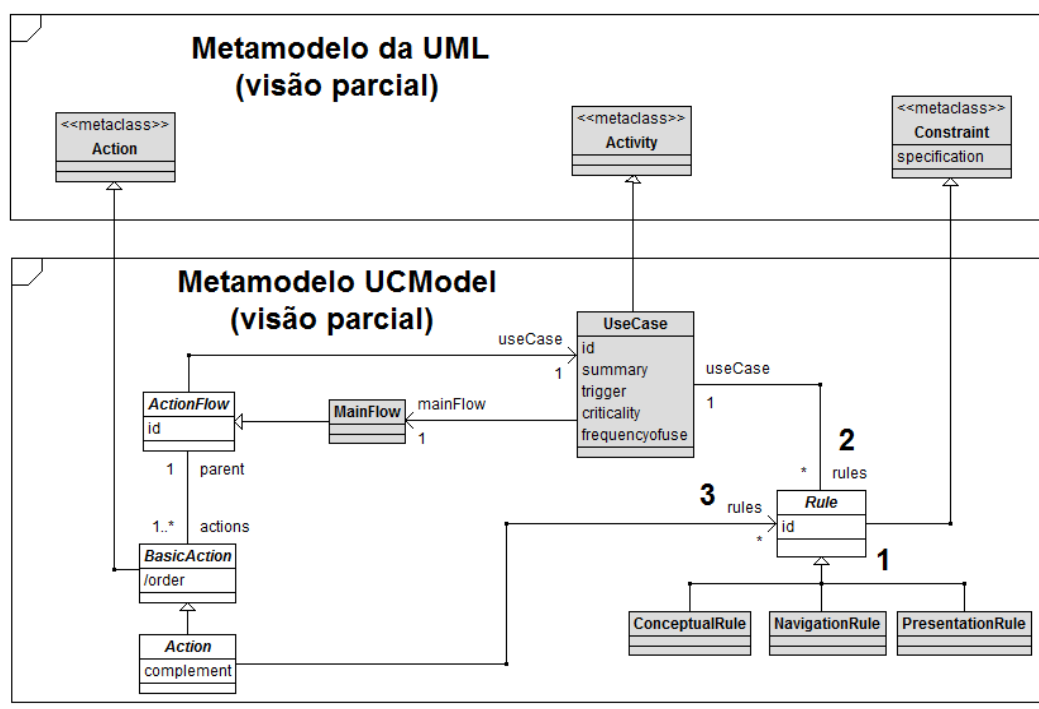 Metamodelo da UML
(visão parcial)
<<metaclass>>
Action
<<metaclass>>
Activity
<<metaclass>>
Constraint
specification
Metamodelo UCModel
(visão parcial)
UseCase
id
summary
trigger
criticality
frequencyofuse
useCase
1
useCase
1
ActionFlow
id
MainFlow
mainFlow
1
1
parent
1..*
actions
2
*
rules
3
rules
*
Rule
id
1
BasicAction
/order
Action
complement
ConceptualRule
NavigationRule
PresentationRule